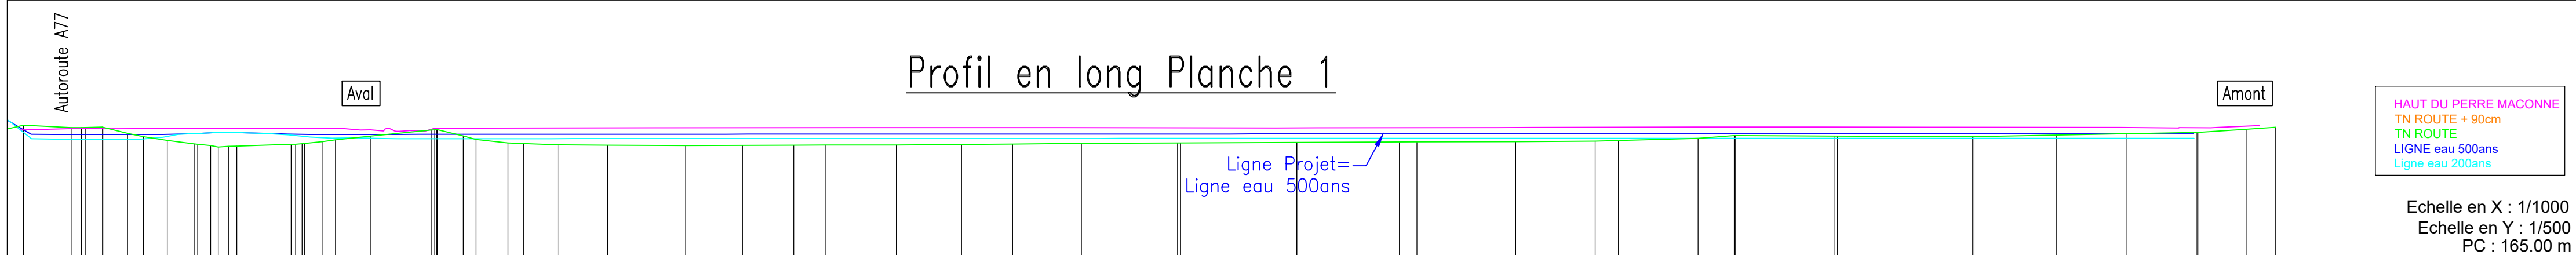 Autoroute A77
Aval
Profil en long Planche 1
Amont
Ligne Projet=
Ligne eau 500ans
HAUT DU PERRE MACONNE
TN ROUTE + 90cm
TN ROUTE
LIGNE eau 500ans
Ligne eau 200ans
Echelle en X : 1/1000
Echelle en Y : 1/500
PC : 165.00 m